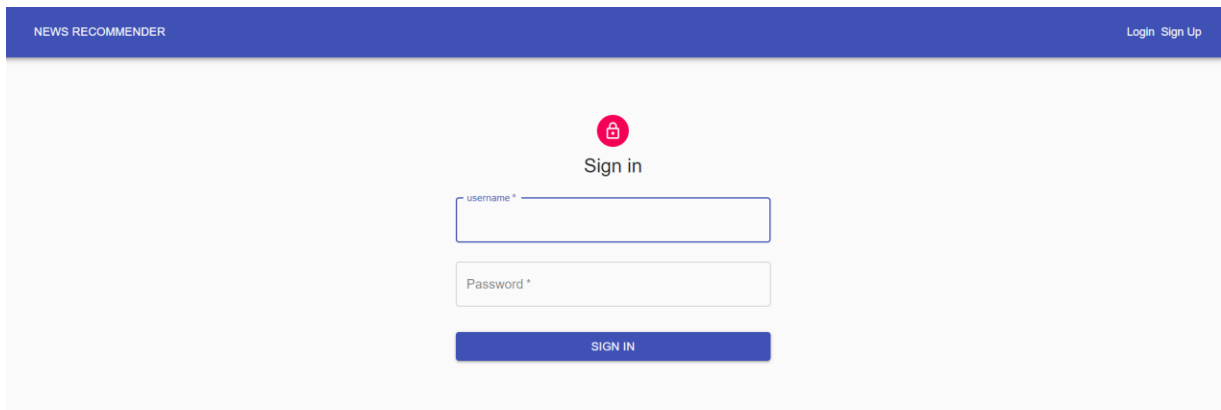 NEWS RECOMMENDER
Login Sign Up
Sign in
username *
Password *
SIGN IN